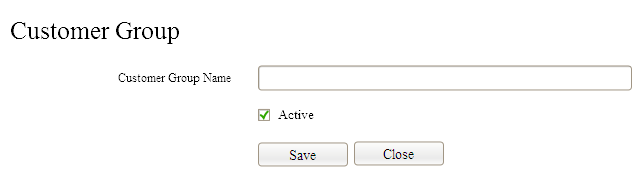 Customer Group
Customer Group Name
Active
Save Close